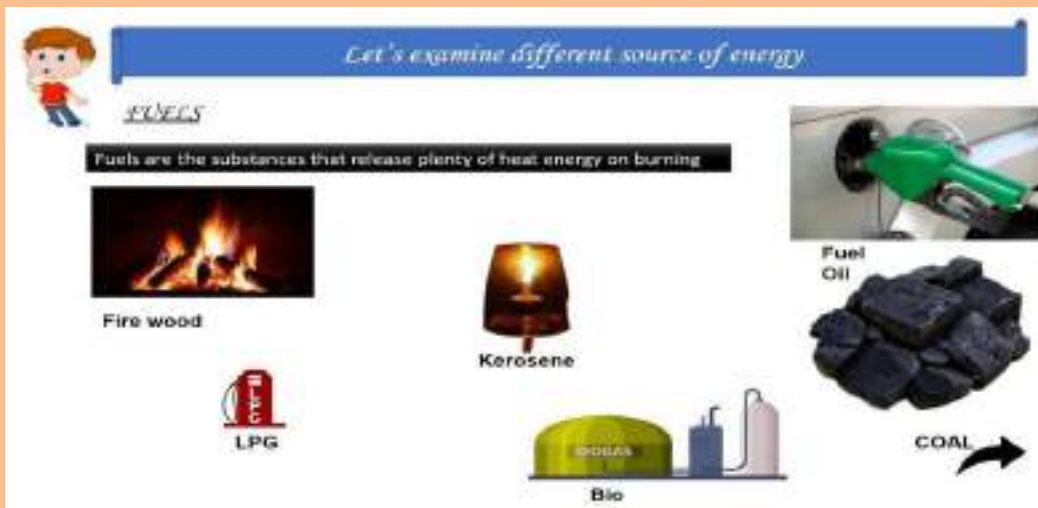 Let's examine different source of energy
FUELS
Fuels are the substances that release plenty of heat energy on burning
Fuel
Oil
Fire wood
Kerosene
LPG
BIOGAS
Bio
COAL